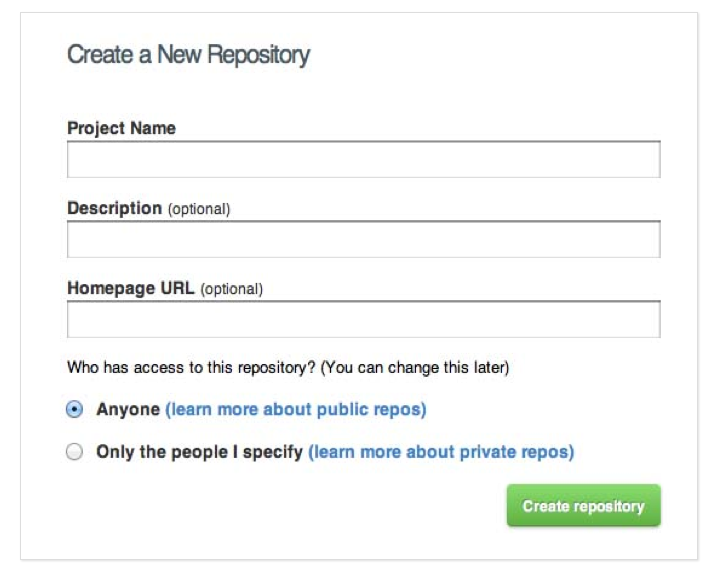 Create a New Repository
Project Name
Description (optional)
Homepage URL (optional)
Who has access to this repository? (You can change this later)
Anyone (learn more about public repos)
Only the people I specify (learn more about private repos)
Create repository